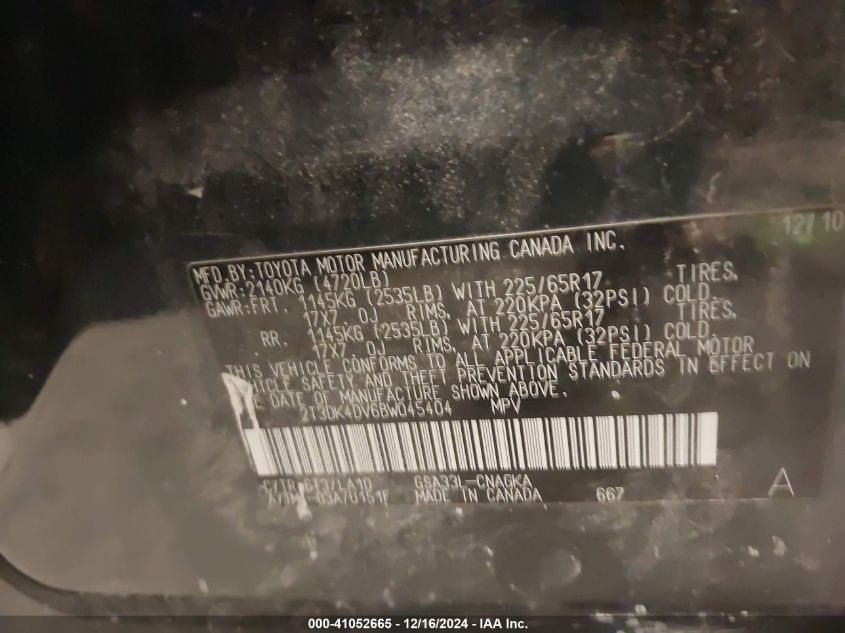 12/10
MFD.BY:TOYOTA MOTOR MANUFACTURING CANADA INC.
GVWR:2140KG (4720LB)
GAWR:FRT. 1145KG (2535LB) WITH 225/65R17 TIRES,
17X7. 0J RIMS, AT 220KPA (32PSI) COLD.
RR. 1145KG (2535LB) WITH 225/65R17 TIRES,
17X7. 0J RIMS, AT 220KPA (32PSI) COLD.
THIS VEHICLE CONFORMS TO ALL APPLICABLE FEDERAL MOTOR
VEHICLE SAFETY AND THEFT PREVENTION STANDARDS IN EFFECT ON
DATE OF MANUFACTURE SHOWN ABOVE.
2T3DK4DV6BW045404 MPV
GSA33L-CNAGKA
MADE IN CANADA 667
A
000-41052665 - 12/16/2024 - IAA Inc.